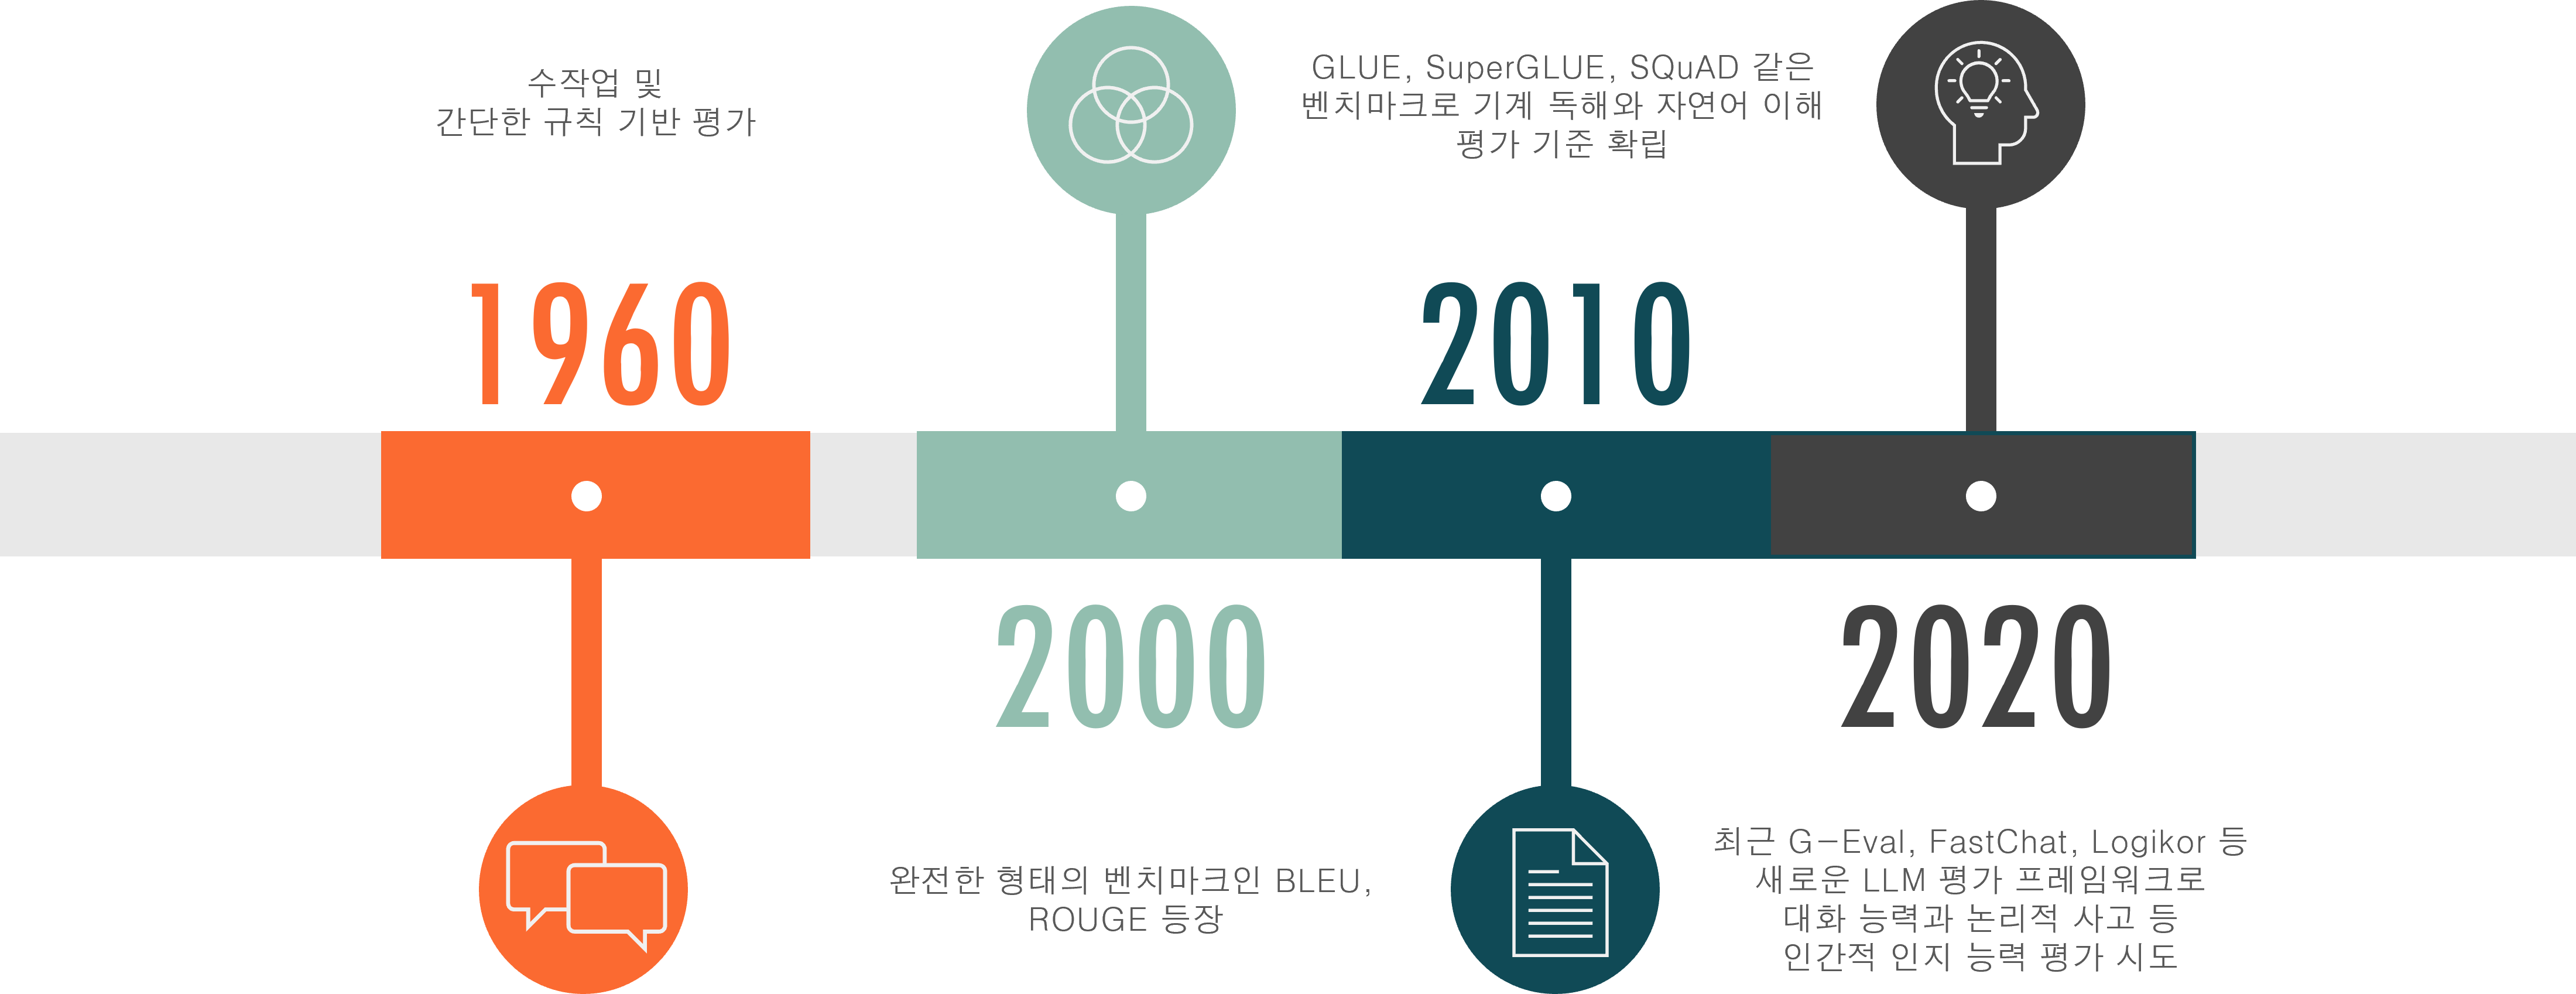 수작업 및
간단한 규칙 기반 평가
1960
2000
완전한 형태의 벤치마크인 BLEU,
ROUGE 등장
GLUE, SuperGLUE, SQuAD 같은
벤치마크로 기계 독해와 자연어 이해
평가 기준 확립
2010
2020
최근 G-Eval, FastChat, Logikor 등
새로운 LLM 평가 프레임워크로
대화 능력과 논리적 사고 등
인간적 인지 능력 평가 시도